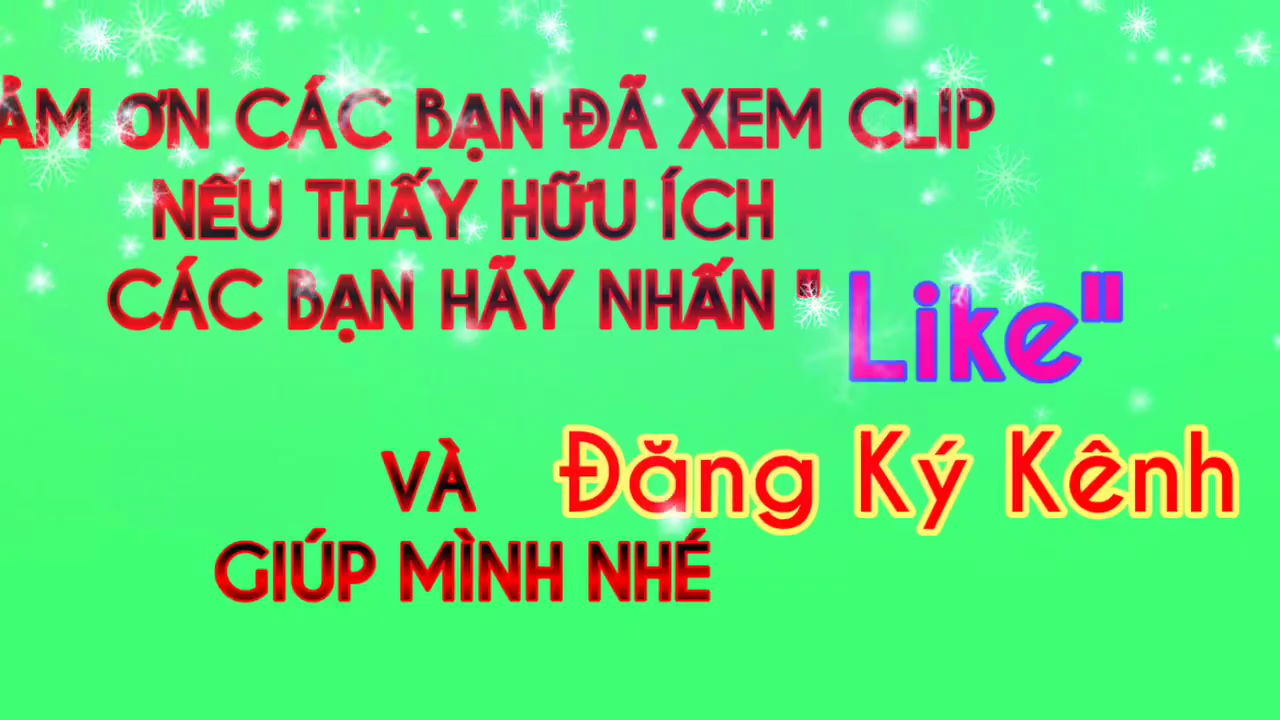 ẢM ƠN CÁC BẠN ĐÃ XEM CLIP
NẾU THẤY HỮU ÍCH
CÁC BẠN HÃY NHẤN " Like"
VÀ Đăng Ký Kênh
GIÚP MÌNH NHÉ